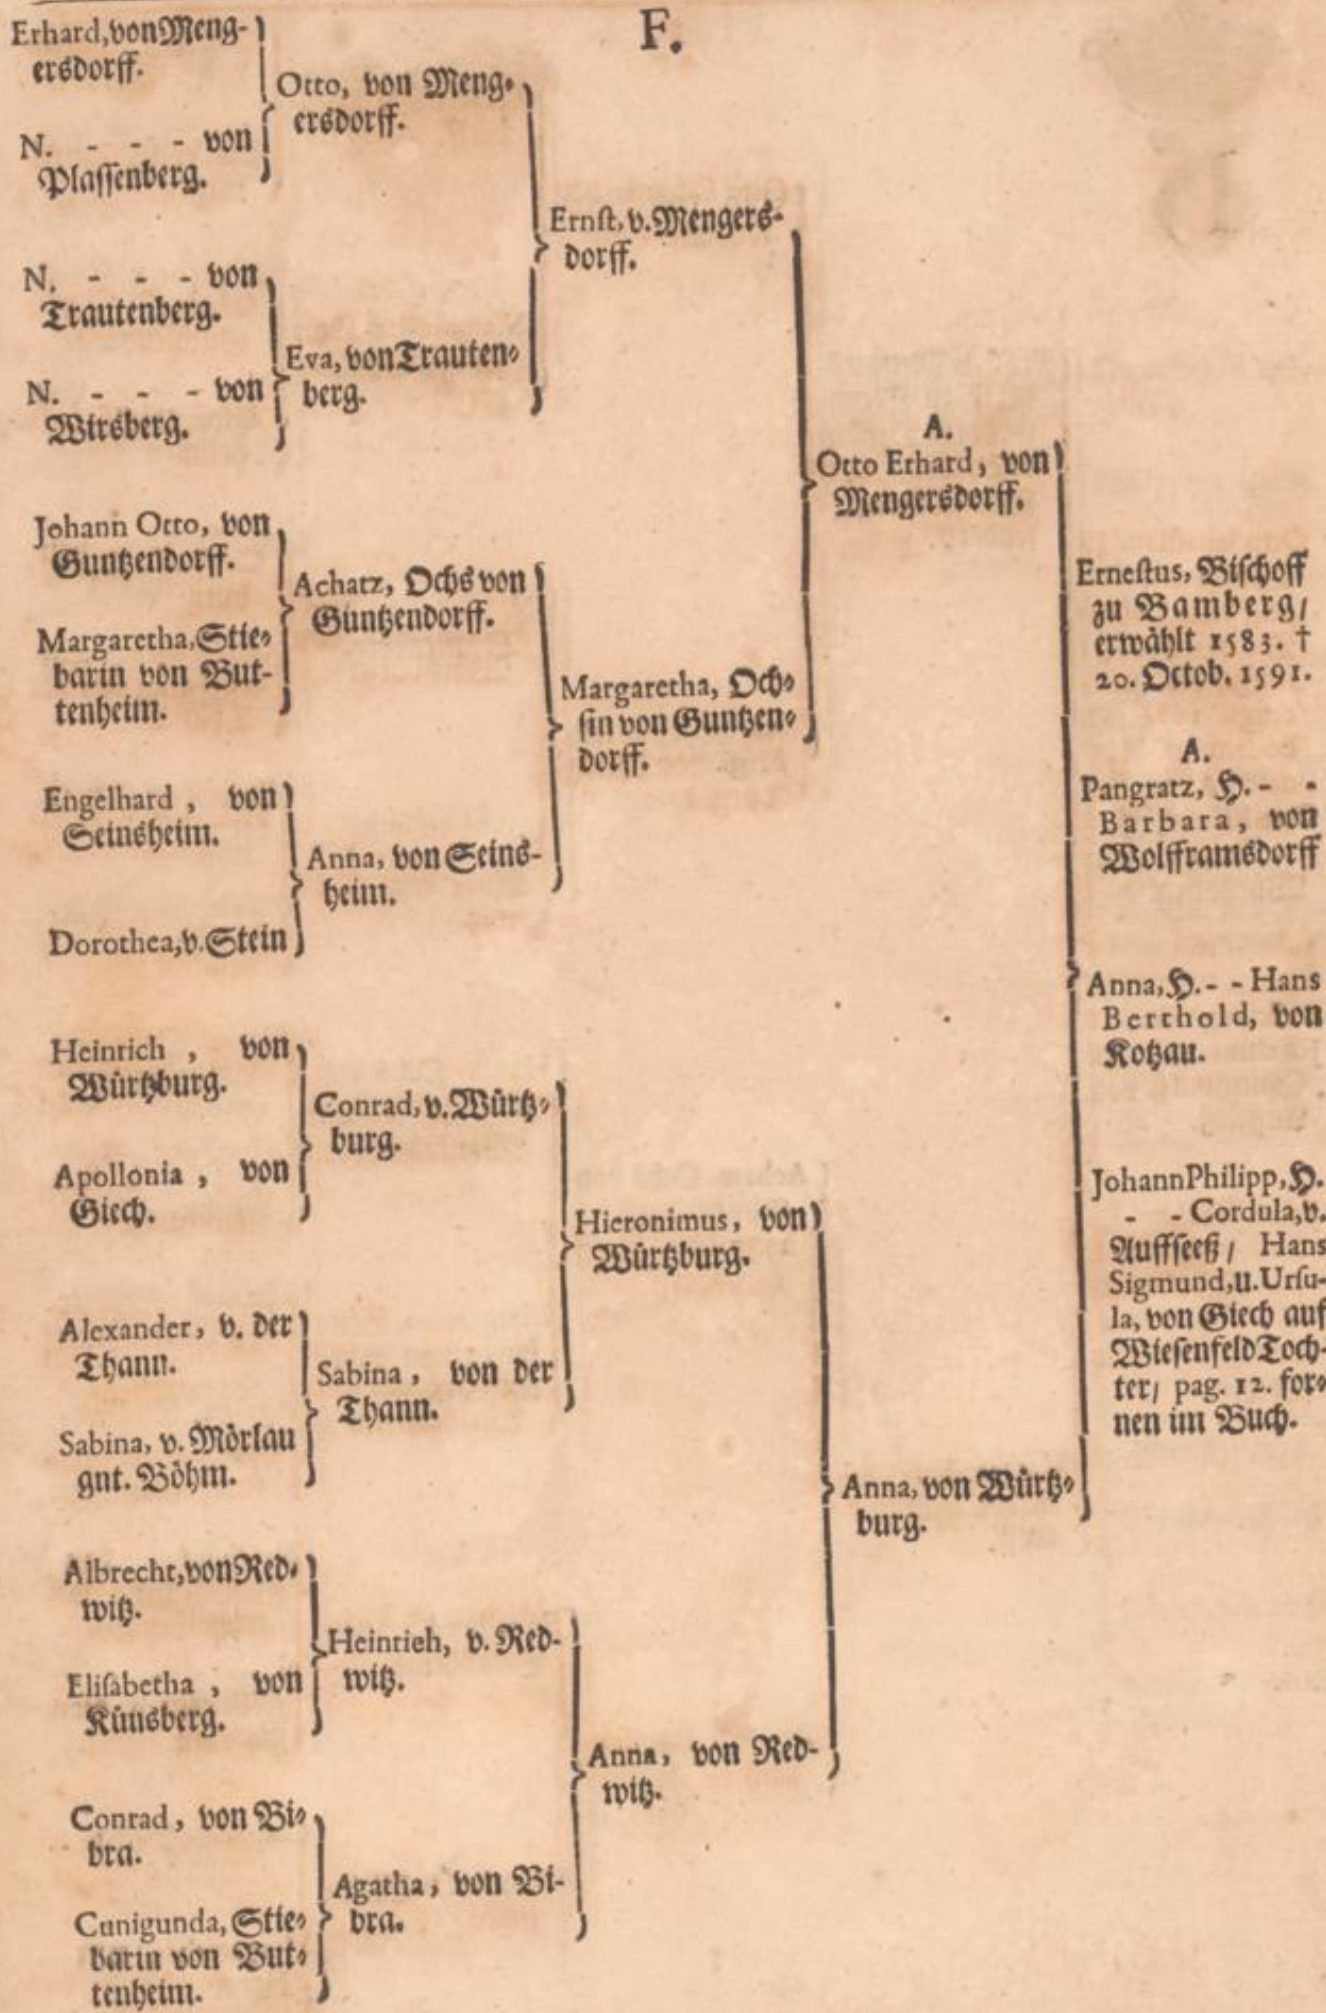 F.
Erhard, von Meng-
ersdorff.
N. - - - von
Plassenberg.
N. - - - von
Trautenberg.
N. - - - von
Wirsberg.
Johann Otto, von
Guntzendorff.
Margaretha, Stie-
barin von But-
tenheim.
Engelhard, von
Seinsheim.
Dorothea, v. Stein
Heinrich, von
Würtzburg.
Apollonia, von
Giech.
Alexander, v. der
Thann.
Sabina, v. Mörlau
gnt. Böhm.
Albrecht, von Red-
witz.
Elisabetha, von
Künsberg.
Conrad, von Bi-
bra.
Cunigunda, Stie-
barin von But-
tenheim.
Otto, von Meng-
ersdorff.
Eva, von Trauten-
berg.
Achatz, Ochs von
Guntzendorff.
Anna, von Seins-
heim.
Conrad, v. Würtz-
burg.
Sabina, von der
Thann.
Heinrich, v. Red-
witz.
Agatha, von Bi-
bra.
Ernst, v. Mengers-
dorff.
Margaretha, Och-
sin von Guntzen-
dorff.
Hieronimus, von
Würtzburg.
Anna, von Red-
witz.
A.
Otto Erhard, von
Mengersdorff.
Anna, von Würtz-
burg.
Ernestus, Bischoff
zu Bamberg/
erwählt 1583. †
20. Octob. 1591.
A.
Pangratz, H. - -
Barbara, von
Wolfframsdorff
Anna, H. - - Hans
Berthold, von
Kotzau.
Johann Philipp, H.
- - Cordula, v.
Auffseeß/ Hans
Sigmund, u. Ursu-
la, von Giech auf
Wiesenfeld Toch-
ter/ pag. 12. for-
nen im Buch.